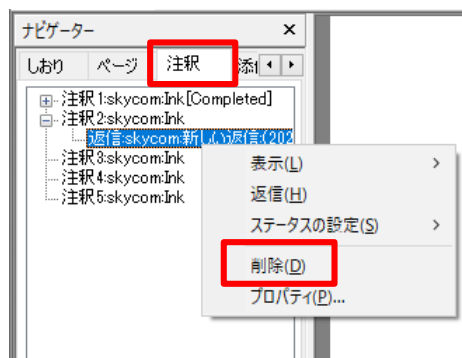 ナビゲーター ×
しおり ページ 注釈 添付
注釈1:skycom:Ink[Completed]
注釈2:skycom:Ink
返信:skycom:新しい返信:(202
注釈3:skycom:Ink
注釈4:skycom:Ink
注釈5:skycom:Ink
表示(L) >
返信(H)
ステータスの設定(S) >
削除(D)
プロパティ(P)...